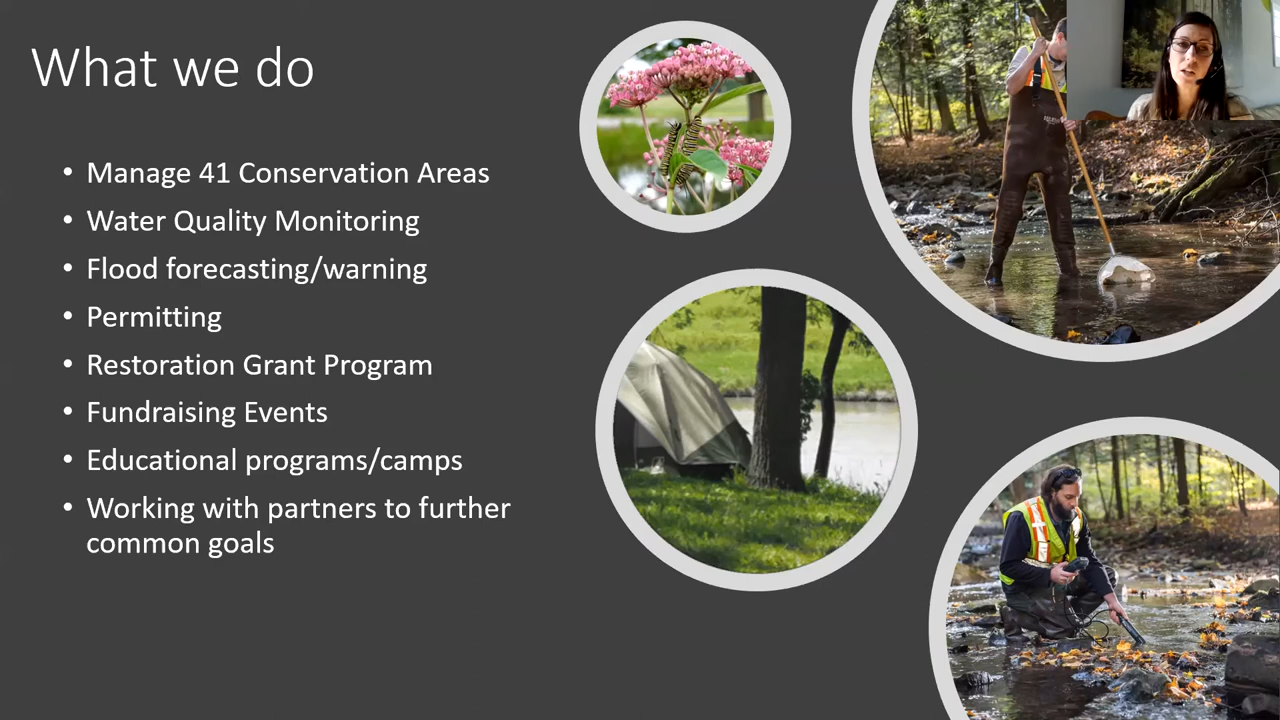 What we do
• Manage 41 Conservation Areas
• Water Quality Monitoring
• Flood forecasting/warning
• Permitting
• Restoration Grant Program
• Fundraising Events
• Educational programs/camps
• Working with partners to further
common goals